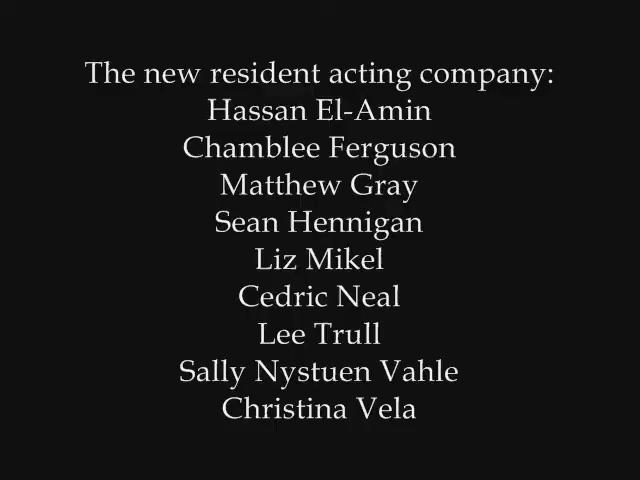 The new resident acting company:
Hassan El-Amin
Chamblee Ferguson
Matthew Gray
Sean Hennigan
Liz Mikel
Cedric Neal
Lee Trull
Sally Nystuen Vahle
Christina Vela